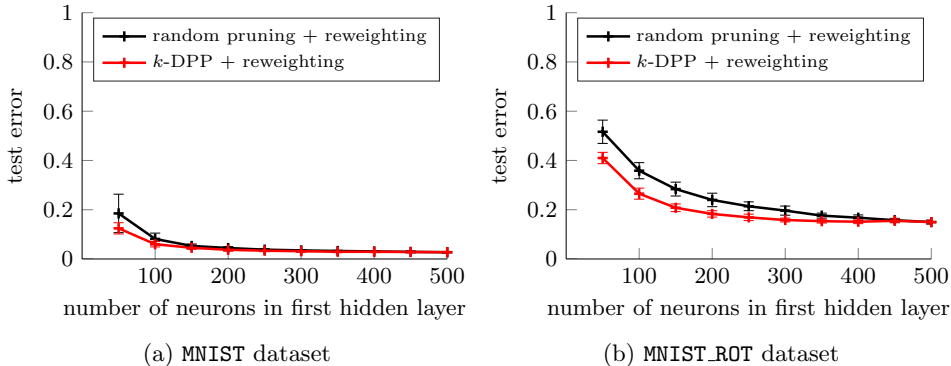 1
0.8
0.6
0.4
0.2
0
test error
random pruning + reweighting
k-DPP + reweighting
100 200 300 400 500
number of neurons in first hidden layer
(a) MNIST dataset
1
0.8
0.6
0.4
0.2
0
test error
random pruning + reweighting
k-DPP + reweighting
100 200 300 400 500
number of neurons in first hidden layer
(b) MNIST_ROT dataset